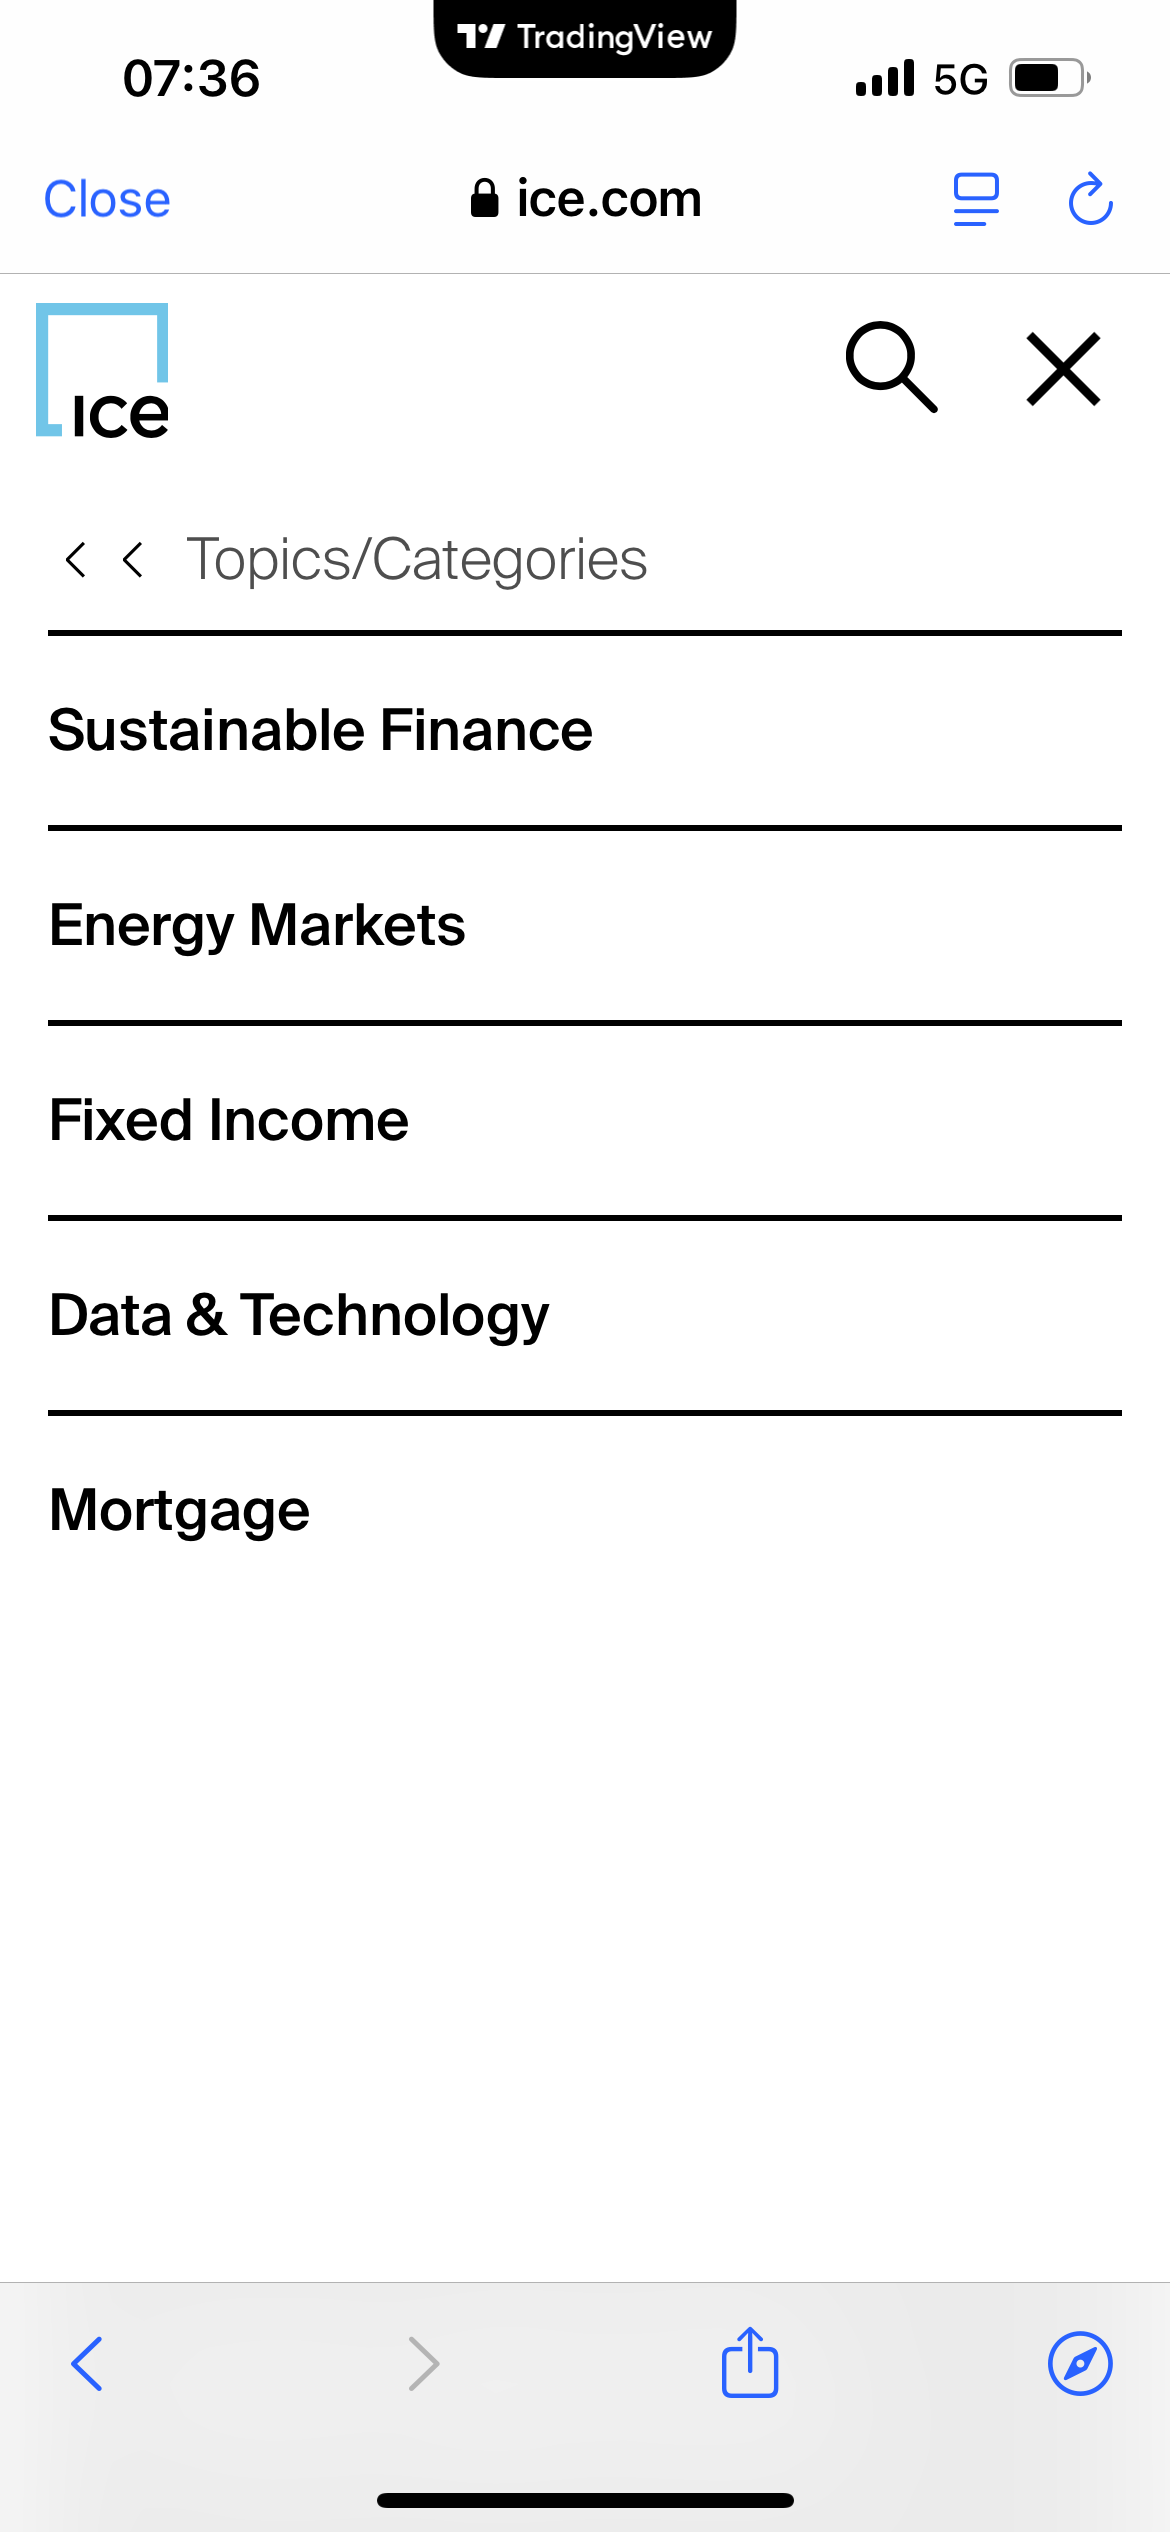 TradingView
07:36
5G
Close
ice.com
ice
Topics/Categories
Sustainable Finance
Energy Markets
Fixed Income
Data & Technology
Mortgage